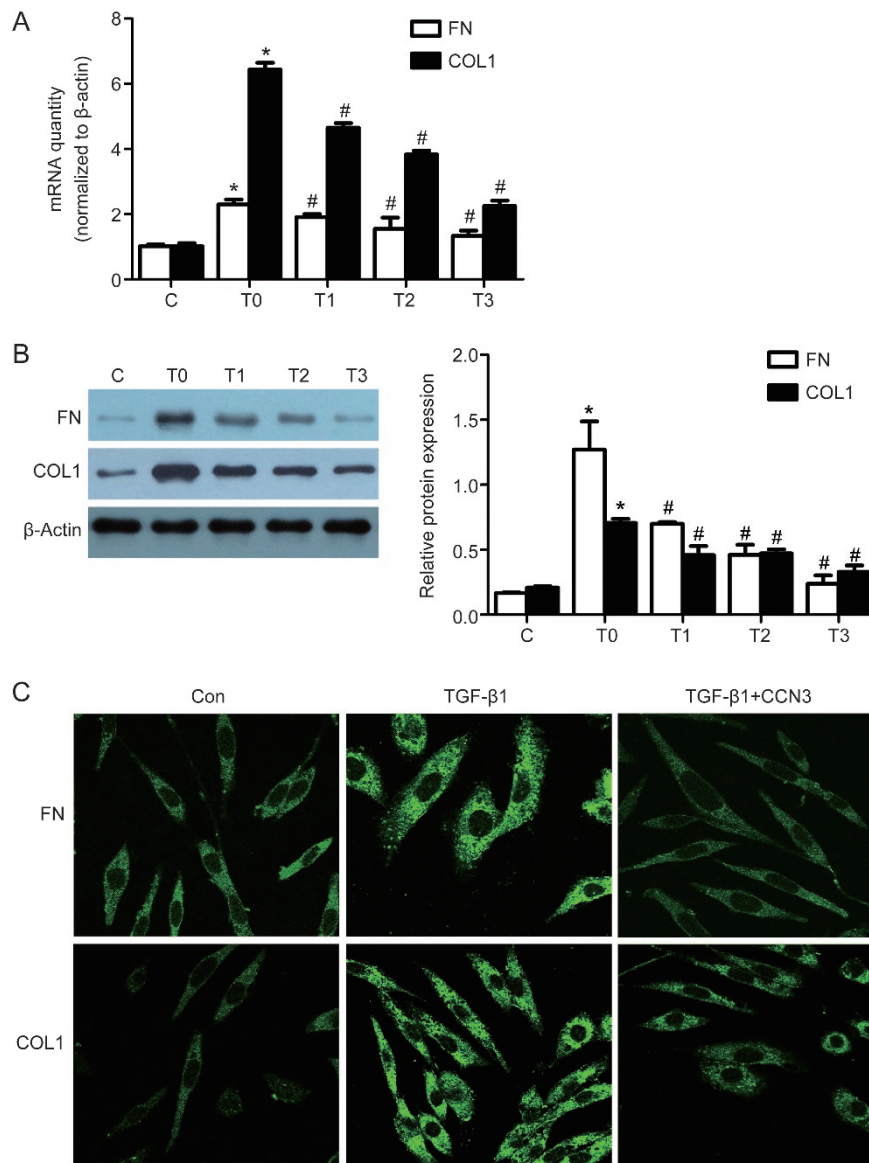 A
8
6
4
2
0
mRNA quantity
(normalized to β-actin)
FN
COL1
*
*
#
#
#
#
#
#
C T0 T1 T2 T3
B
C T0 T1 T2 T3
FN
COL1
β-Actin
2.0
1.5
1.0
0.5
0.0
Relative protein expression
FN
COL1
*
*
#
#
#
#
#
#
C T0 T1 T2 T3
C
Con TGF-β1 TGF-β1+CCN3
FN
COL1